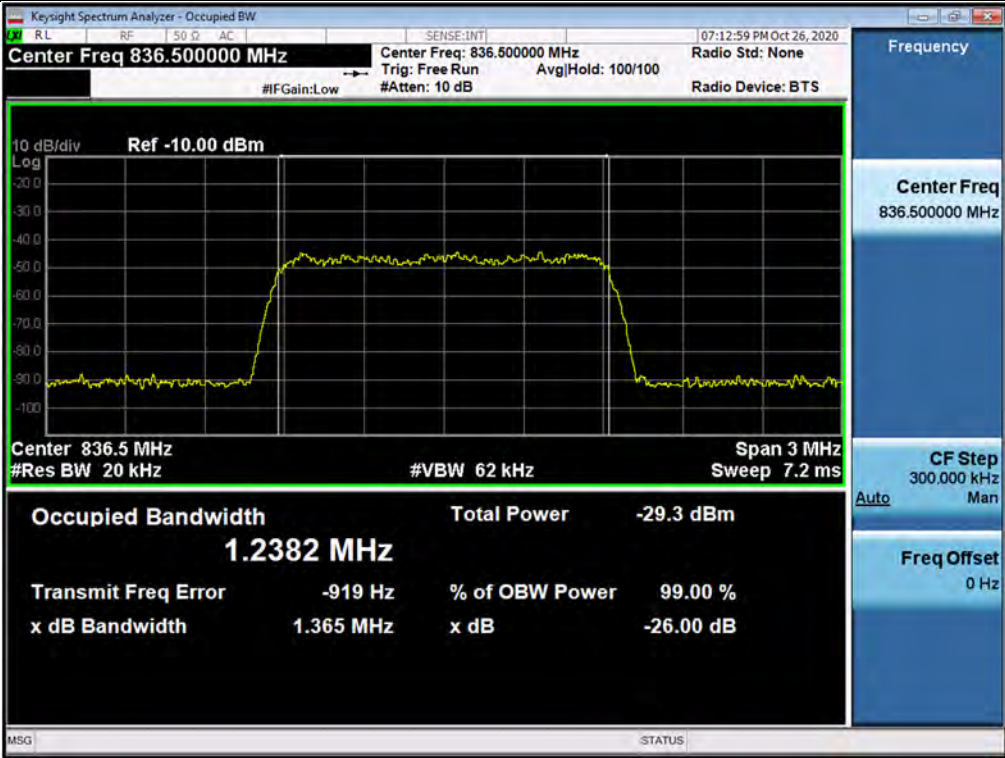 Keysight Spectrum Analyzer - Occupied BW
LXI RL RF 50 Ω AC SENSE:INT 07:12:59 PM Oct 26, 2020
Center Freq 836.500000 MHz
Center Freq: 836.500000 MHz Radio Std: None
Trig: Free Run Avg|Hold: 100/100
#IFGain:Low #Atten: 10 dB Radio Device: BTS
10 dB/div Ref -10.00 dBm
Log
-20.0
-30.0
-40.0
-50.0
-60.0
-70.0
-80.0
-90.0
-100
Center 836.5 MHz Span 3 MHz
#Res BW 20 kHz #VBW 62 kHz Sweep 7.2 ms
Occupied Bandwidth Total Power -29.3 dBm
1.2382 MHz
Transmit Freq Error -919 Hz % of OBW Power 99.00 %
x dB Bandwidth 1.365 MHz x dB -26.00 dB
Frequency
Center Freq
836.500000 MHz
CF Step
300.000 kHz
Auto Man
Freq Offset
0 Hz
MSG STATUS